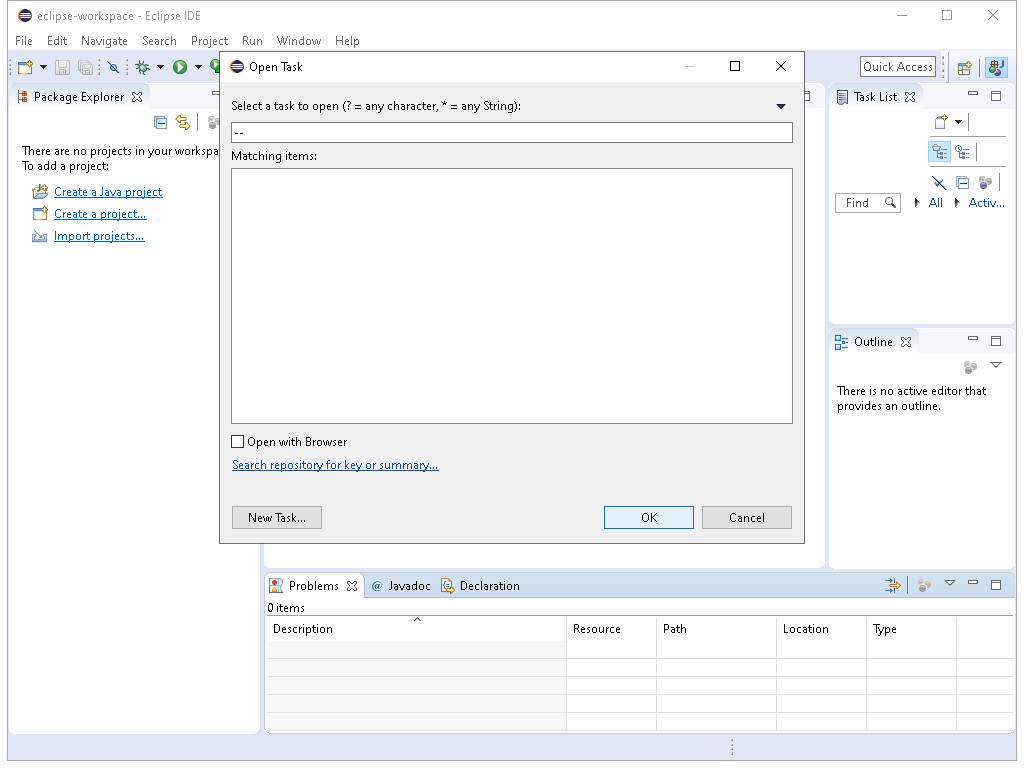 eclipse-workspace - Eclipse IDE
File Edit Navigate Search Project Run Window Help
Quick Access
Package Explorer
There are no projects in your workspa
To add a project:
Create a Java project
Create a project...
Import projects...
Open Task
Select a task to open (? = any character, * = any String):
--
Matching items:
Open with Browser
Search repository for key or summary...
New Task...
OK
Cancel
Task List
Find
All
Activ...
Outline
There is no active editor that
provides an outline.
Problems
@ Javadoc
Declaration
0 items
Description Resource Path Location Type